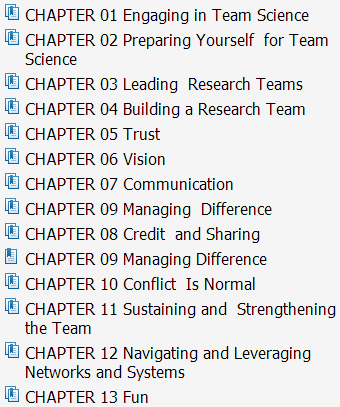 CHAPTER 01 Engaging in Team Science
CHAPTER 02 Preparing Yourself  for Team
Science
CHAPTER 03 Leading  Research Teams
CHAPTER 04 Building a Research Team
CHAPTER 05 Trust
CHAPTER 06 Vision
CHAPTER 07 Communication
CHAPTER 09 Managing  Difference
CHAPTER 08 Credit  and Sharing
CHAPTER 09 Managing Difference
CHAPTER 10 Conflict  Is Normal
CHAPTER 11 Sustaining and  Strengthening
the Team
CHAPTER 12 Navigating and Leveraging
Networks and Systems
CHAPTER 13 Fun